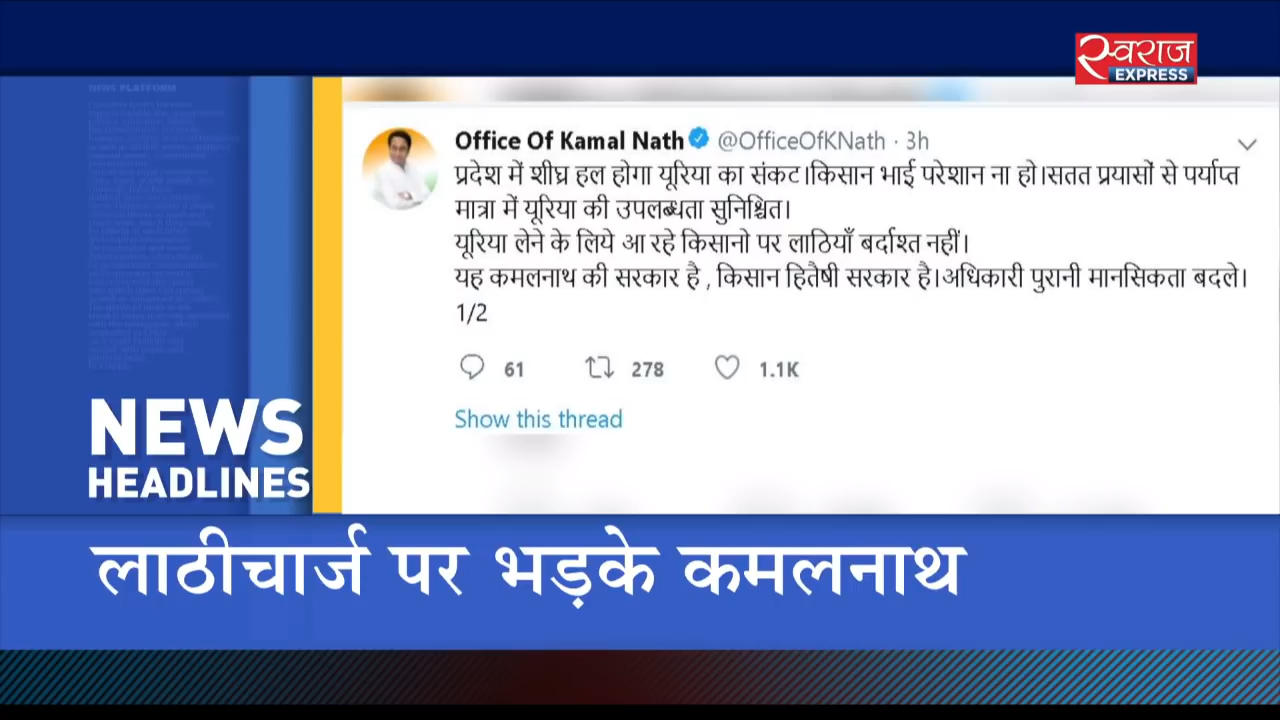 स्वराज
EXPRESS
NEWS PLATFORM
Office Of Kamal Nath @OfficeOfKNath · 3h
प्रदेश में शीघ्र हल होगा यूरिया का संकट।किसान भाई परेशान ना हो।सतत प्रयासों से पर्याप्त
मात्रा में यूरिया की उपलब्धता सुनिश्चित।
यूरिया लेने के लिये आ रहे किसानो पर लाठियाँ बर्दाश्त नहीं।
यह कमलनाथ की सरकार है , किसान हितैषी सरकार है।अधिकारी पुरानी मानसिकता बदले।
1/2
61 278 1.1K
Show this thread
NEWS
HEADLINES
लाठीचार्ज पर भड़के कमलनाथ